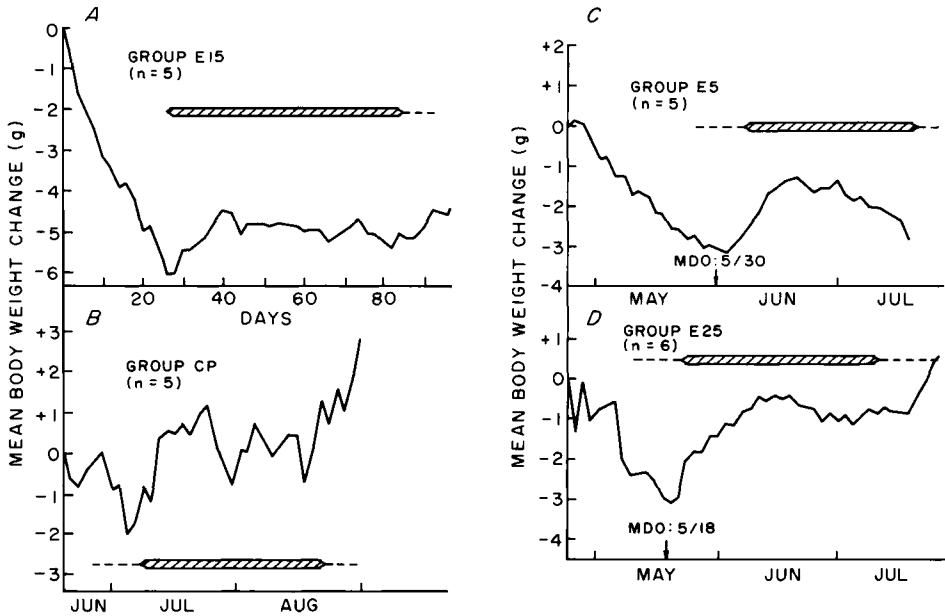 A
GROUP E15
(n = 5)
0
-1
-2
-3
-4
-5
-6
20 40 60 80
DAYS
MEAN BODY WEIGHT CHANGE (g)
B
GROUP CP
(n = 5)
+3
+2
+1
0
-1
-2
-3
JUN JUL AUG
C
GROUP E5
(n = 5)
+2
+1
0
-1
-2
-3
-4
MDO: 5/30
MAY JUN JUL
MEAN BODY WEIGHT CHANGE (g)
D
GROUP E25
(n = 6)
+1
0
-1
-2
-3
-4
MDO: 5/18
MAY JUN JUL